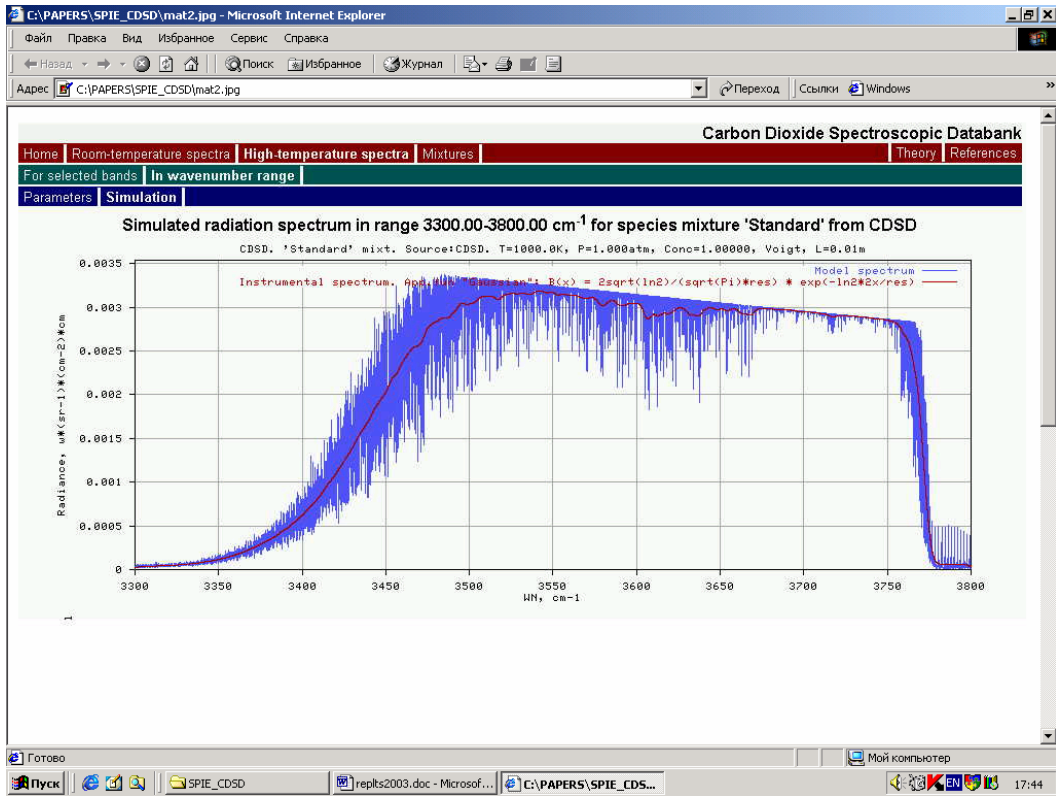 C:\PAPERS\SPIE_CDSD\mat2.jpg - Microsoft Internet Explorer
Файл Правка Вид Избранное Сервис Справка
Назад Поиск Избранное Журнал
Адрес C:\PAPERS\SPIE_CDSD\mat2.jpg Переход Ссылки Windows »
Carbon Dioxide Spectroscopic Databank
Home Room-temperature spectra High-temperature spectra Mixtures Theory References
For selected bands In wavenumber range
Parameters Simulation
Simulated radiation spectrum in range 3300.00-3800.00 cm-1 for species mixture 'Standard' from CDSD
CDSD. 'Standard' mixt. Source:CDSD. T=1000.0K, P=1.000atm, Conc=1.00000, Voigt, L=0.01m
Model spectrum
Instrumental spectrum. App.fun "Gaussian": B(x) = 2sqrt(ln2)/(sqrt(Pi)*res) * exp(-ln2*2x/res)
Radiance, w*(sr-1)*(cm-2)*cm
0.0035
0.003
0.0025
0.002
0.0015
0.001
0.0005
0
3300 3350 3400 3450 3500 3550 3600 3650 3700 3750 3800
WN, cm-1
1
Готово Мой компьютер
Пуск SPIE_CDSD replts2003.doc - Microsof... C:\PAPERS\SPIE_CDS... EN 17:44